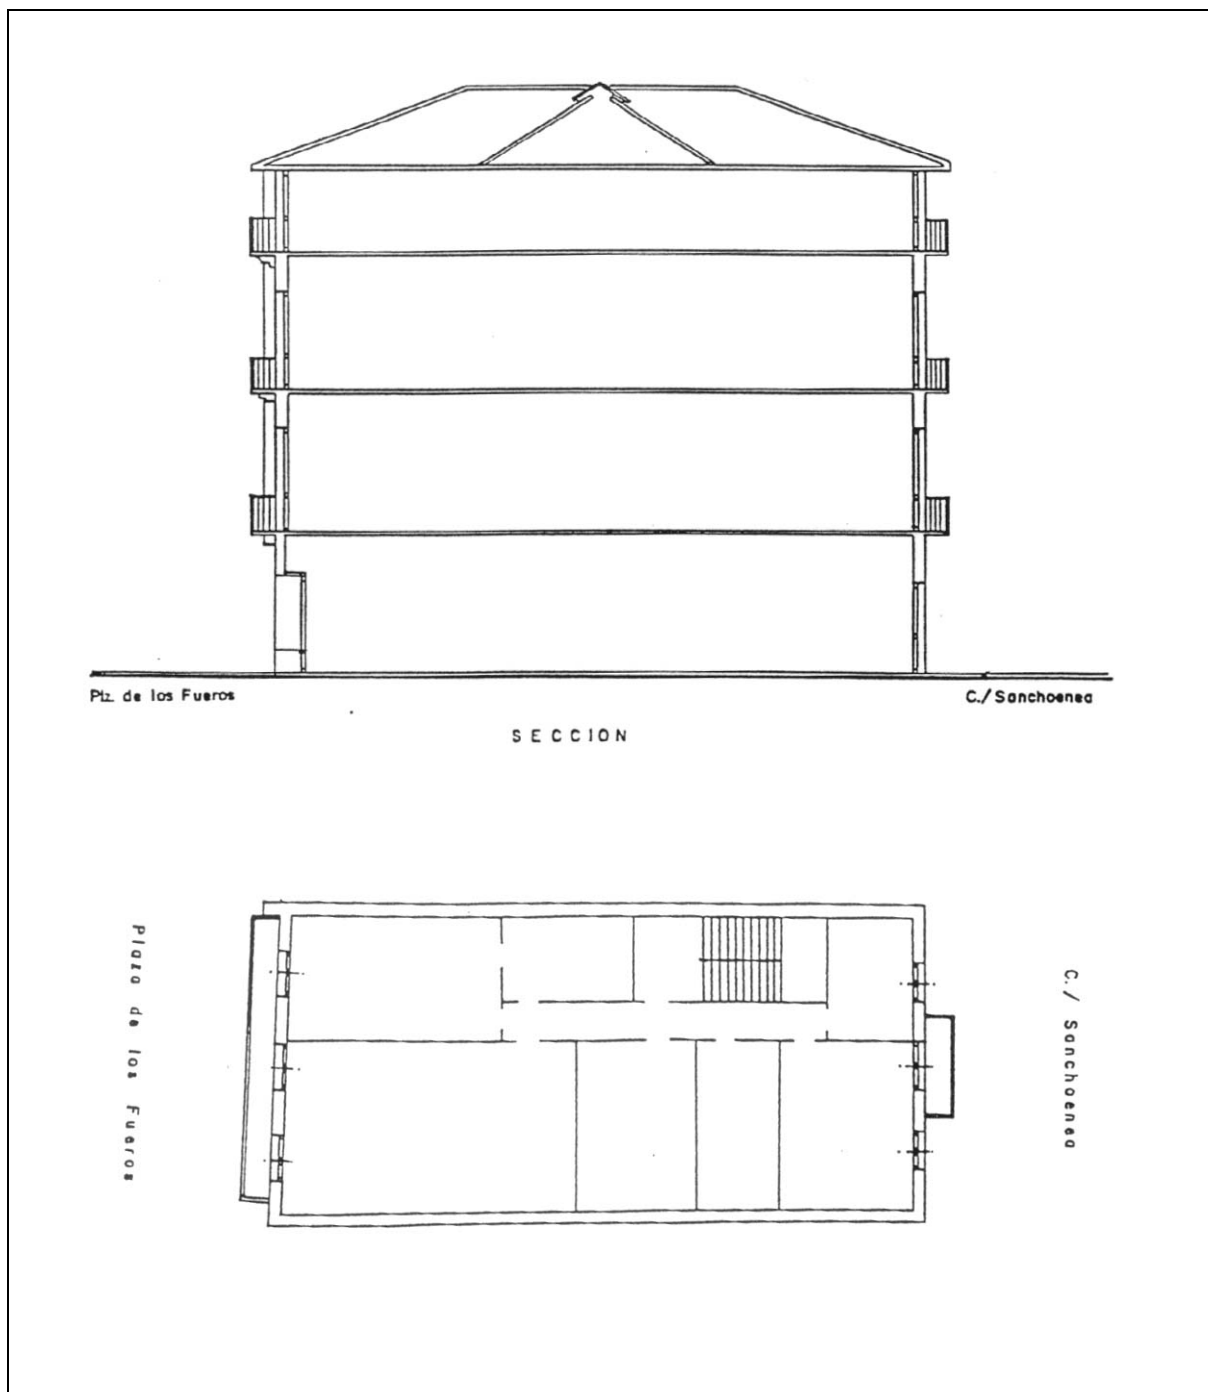 Plz. de los Fueros
C./ Sanchoenea
SECCION
Plaza de los Fueros
C./ Sanchoenea